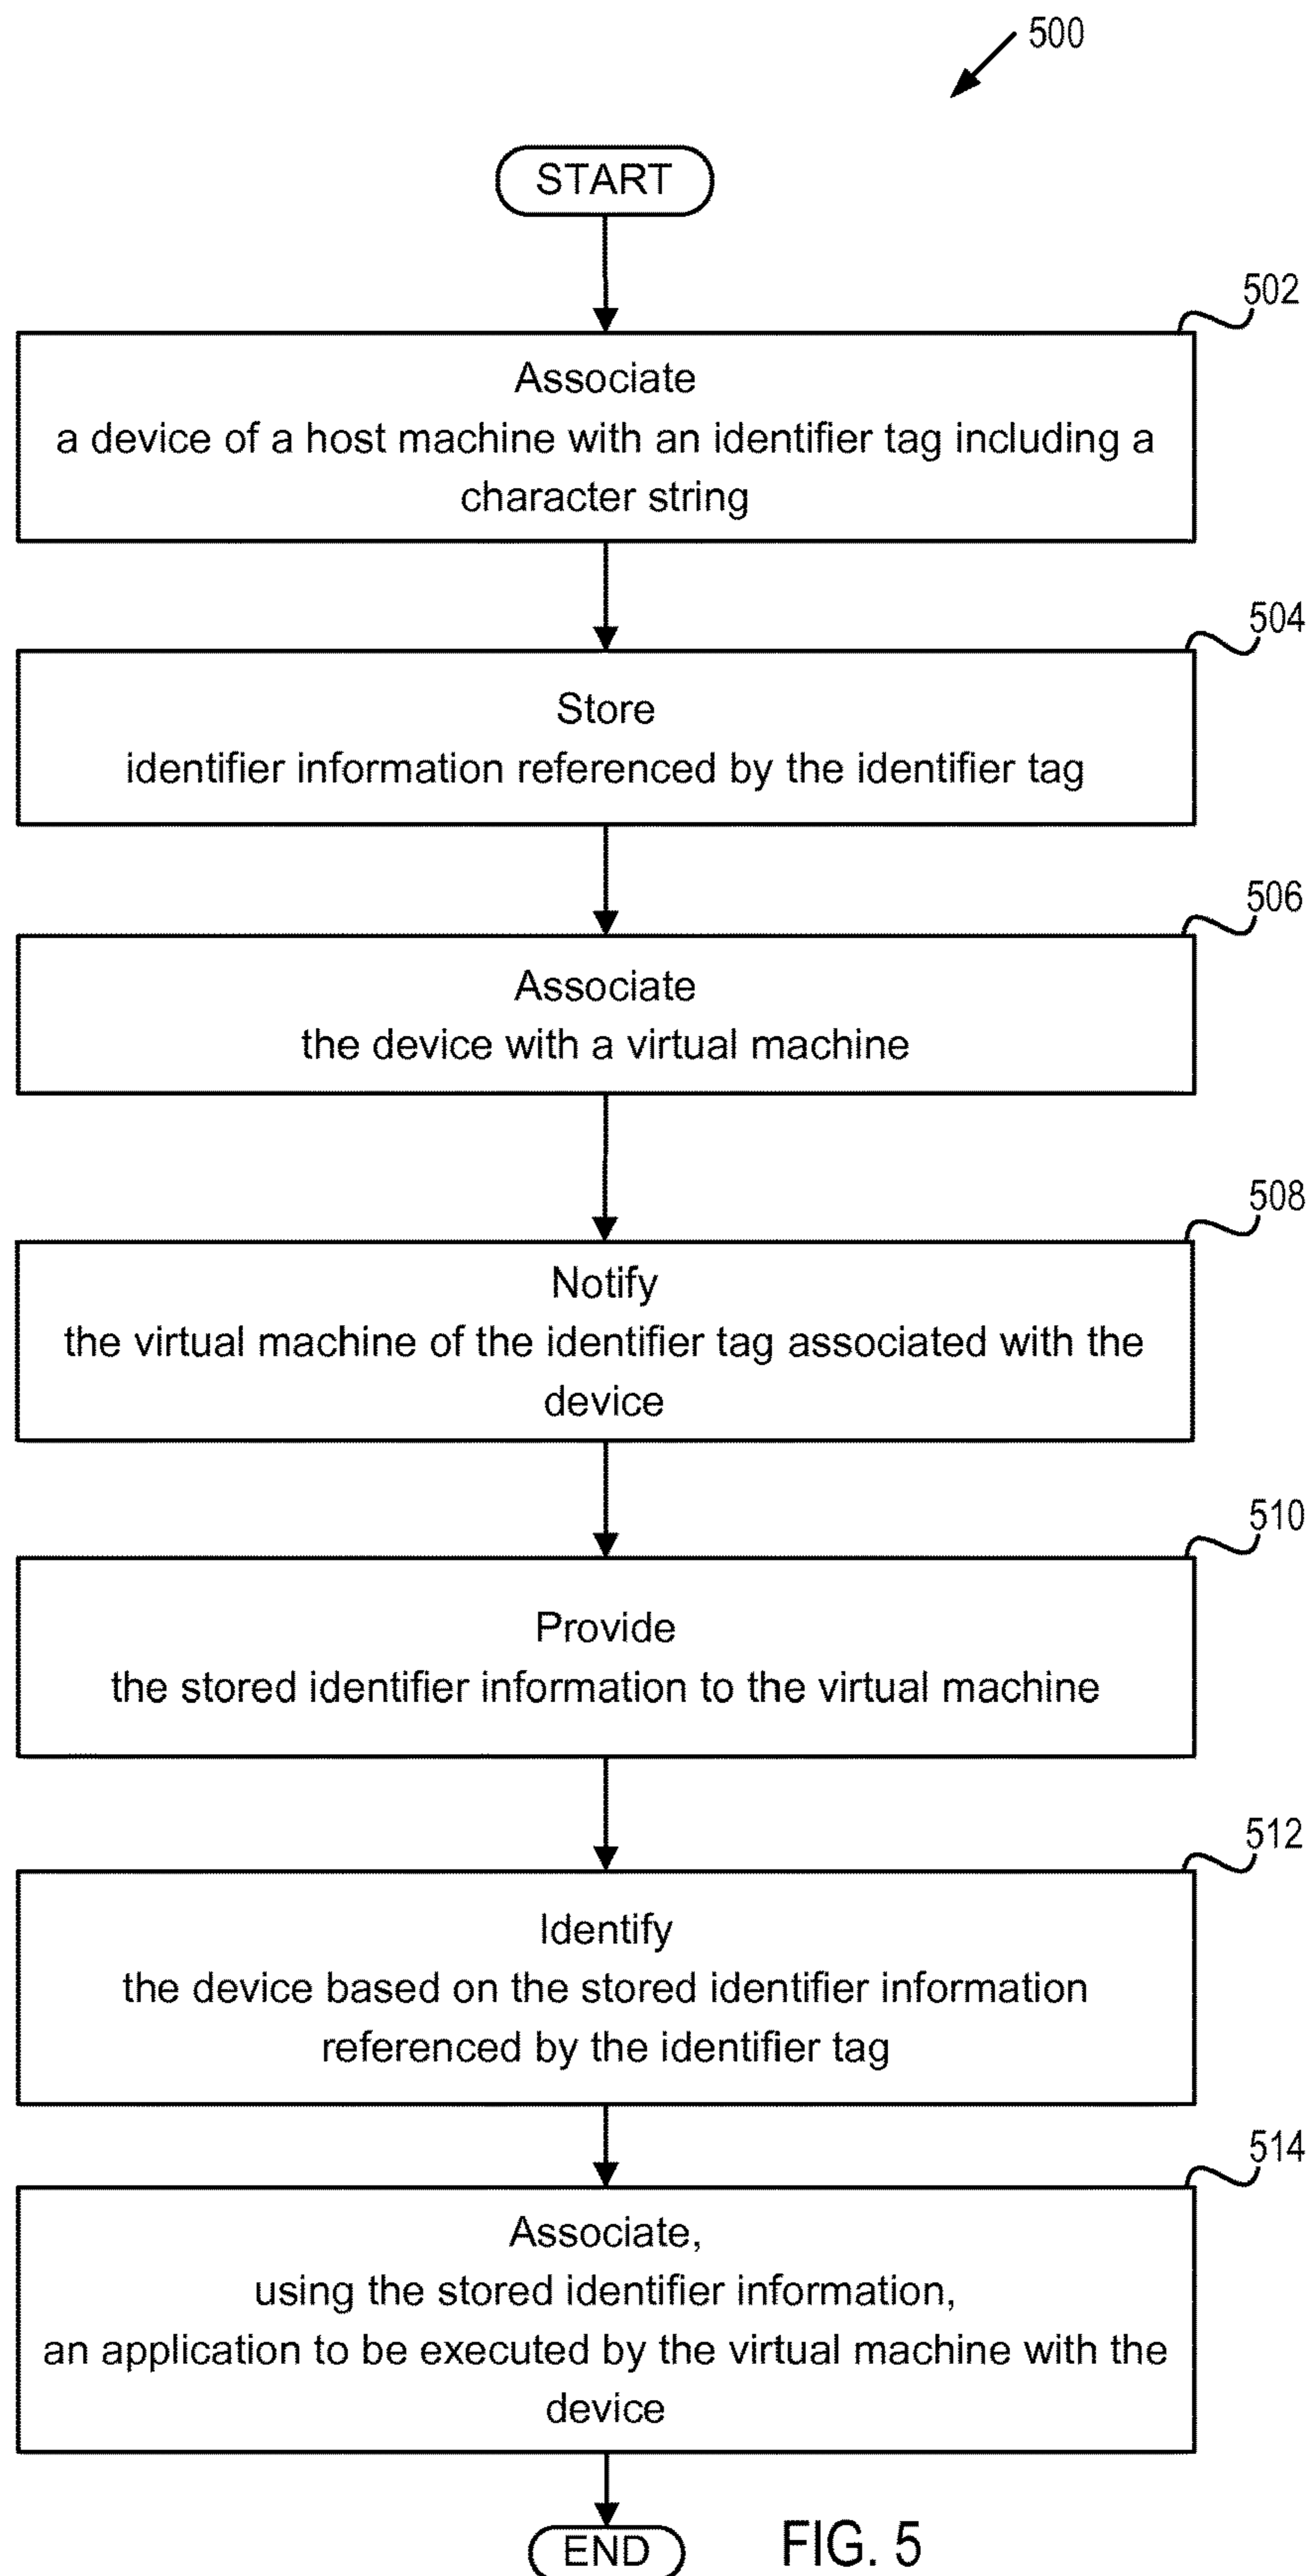 500
START
502
Associate
a device of a host machine with an identifier tag including a
character string
504
Store
identifier information referenced by the identifier tag
506
Associate
the device with a virtual machine
508
Notify
the virtual machine of the identifier tag associated with the
device
510
Provide
the stored identifier information to the virtual machine
512
Identify
the device based on the stored identifier information
referenced by the identifier tag
514
Associate,
using the stored identifier information,
an application to be executed by the virtual machine with the
device
END
FIG. 5